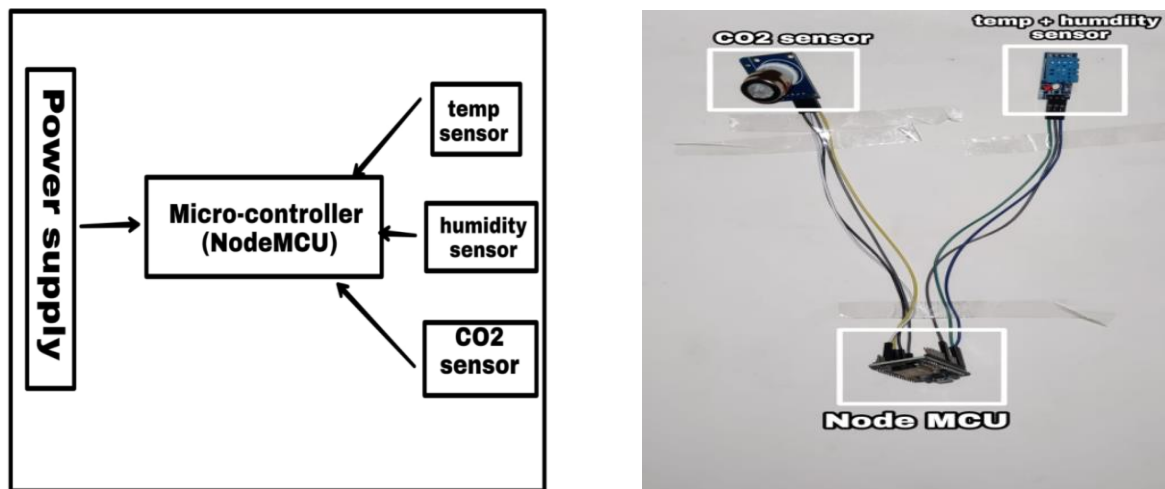 Power supply
Micro-controller
(NodeMCU)
temp
sensor
humidity
sensor
CO2
sensor
CO2 sensor
temp + humdiity
sensor
Node MCU